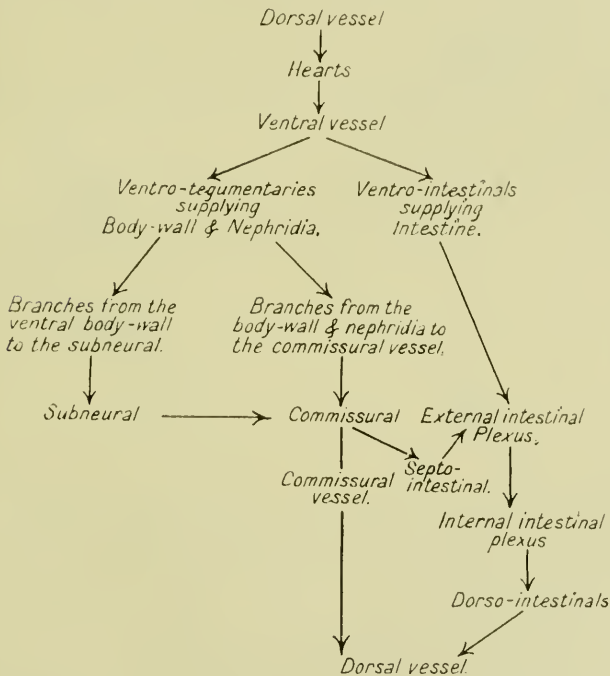 Dorsal vessel
Hearts
Ventral vessel
Ventro-tegumentaries
supplying
Body-wall & Nephridia.
Ventro-intestinals
supplying
Intestine.
Branches from the
ventral body-wall
to the subneural.
Branches from the
body-wall & nephridia to
the commissural vessel.
Subneural
Commissural
External intestinal
Plexus.
Septo-
intestinal.
Commissural
vessel.
Internal intestinal
plexus
Dorso-intestinals
Dorsal vessel.